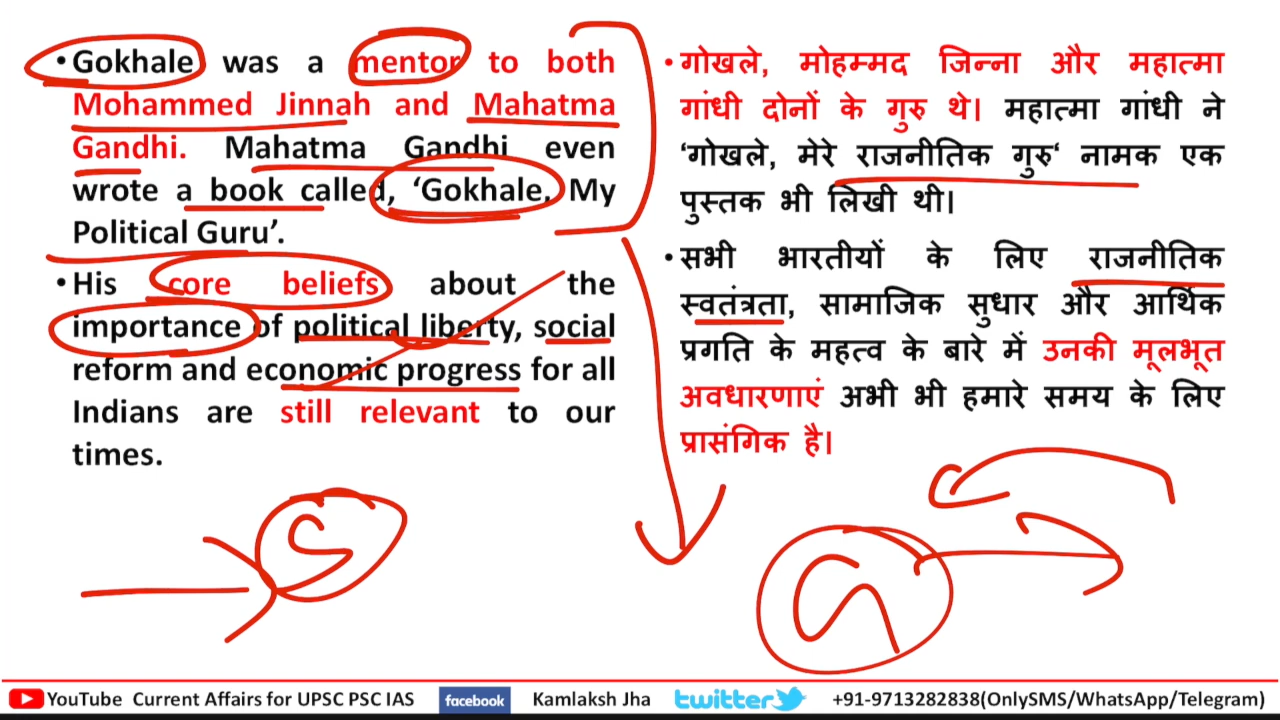 •Gokhale was a mentor to both
Mohammed Jinnah and Mahatma
Gandhi. Mahatma Gandhi even
wrote a book called, ‘Gokhale, My
Political Guru’.
•His core beliefs about the
importance of political liberty, social
reform and economic progress for all
Indians are still relevant to our
times.
•गोखले, मोहम्मद जिन्ना और महात्मा
गांधी दोनों के गुरु थे। महात्मा गांधी ने
‘गोखले, मेरे राजनीतिक गुरु‘ नामक एक
पुस्तक भी लिखी थी।
•सभी भारतीयों के लिए राजनीतिक
स्वतंत्रता, सामाजिक सुधार और आर्थिक
प्रगति के महत्व के बारे में उनकी मूलभूत
अवधारणाएं अभी भी हमारे समय के लिए
प्रासंगिक है।
YouTube Current Affairs for UPSC PSC IAS facebook Kamlaksh Jha twitter +91-9713282838(OnlySMS/WhatsApp/Telegram)